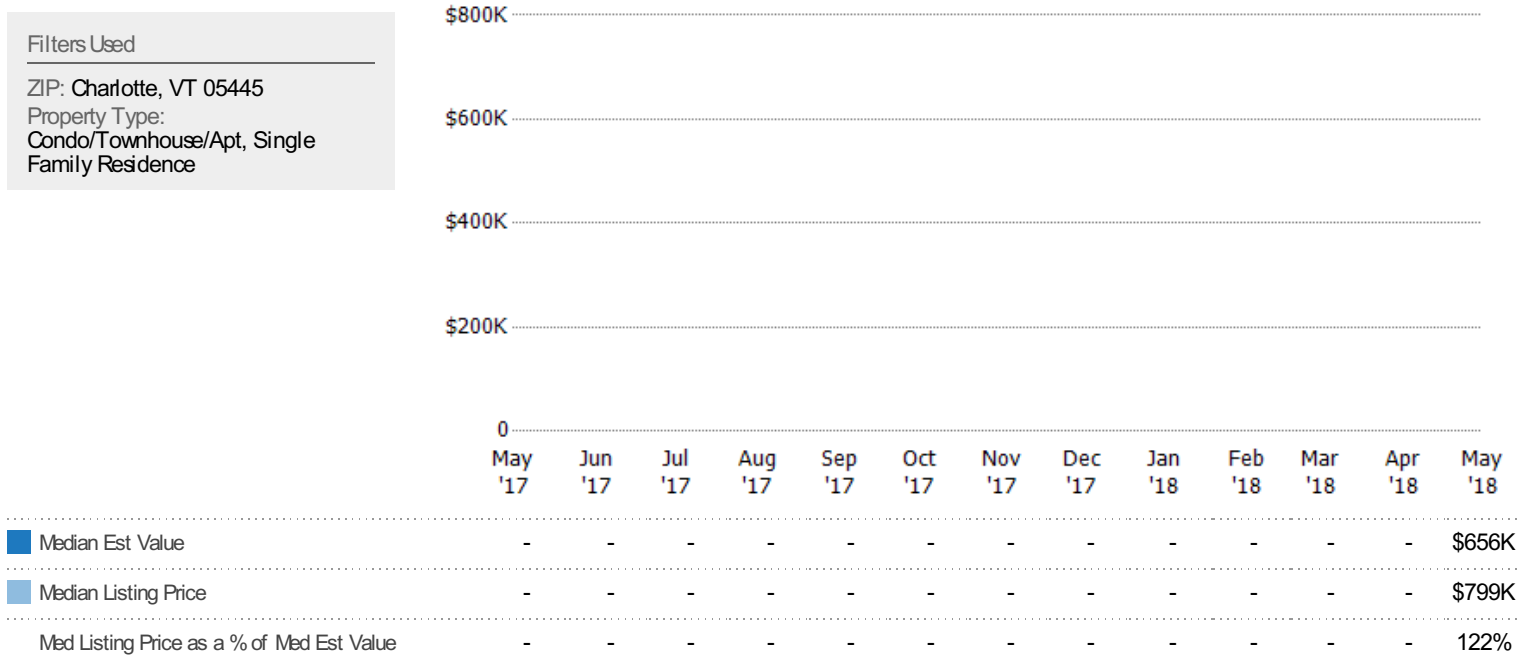 Filters Used
ZIP: Charlotte, VT 05445
Property Type:
Condo/Townhouse/Apt, Single
Family Residence
$800K
$600K
$400K
$200K
0
May Jun Jul Aug Sep Oct Nov Dec Jan Feb Mar Apr May
'17 '17 '17 '17 '17 '17 '17 '17 '18 '18 '18 '18 '18
Median Est Value - - - - - - - - - - - - $656K
Median Listing Price - - - - - - - - - - - - $799K
Med Listing Price as a % of Med Est Value - - - - - - - - - - - - 122%